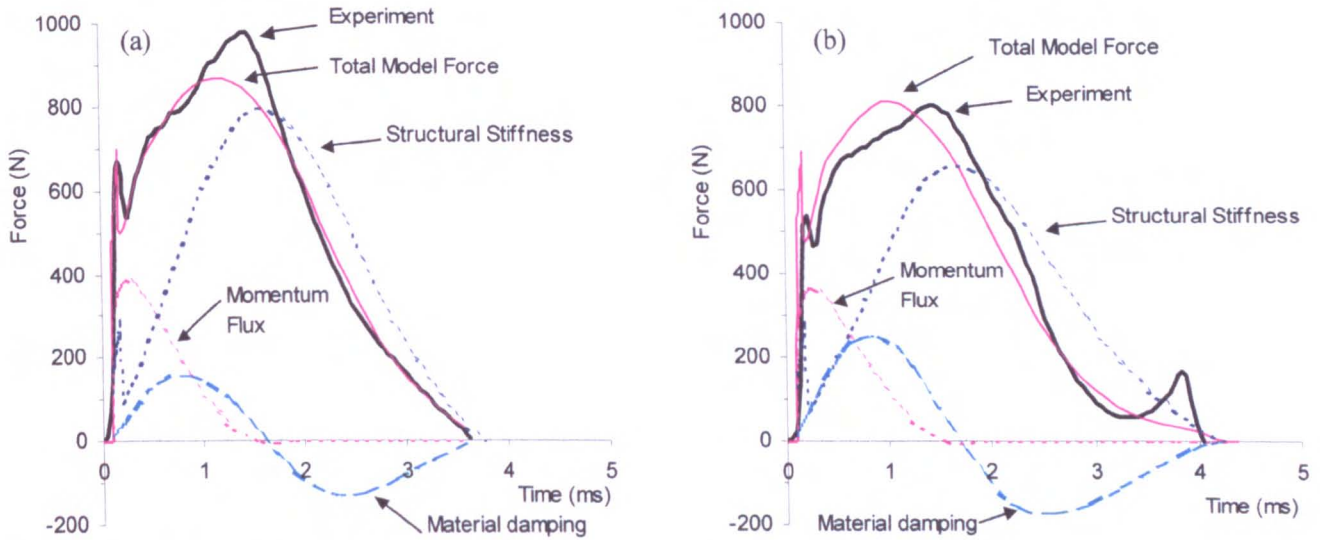 (a)
Experiment
Total Model Force
Structural Stiffness
Momentum
Flux
Material damping
Force (N)
1000
800
600
400
200
0
-200
0 1 2 3 4 5
Time (ms)
(b)
Total Model Force
Experiment
Structural Stiffness
Momentum
Flux
Material damping
Force (N)
1000
800
600
400
200
0
-200
0 1 2 3 4 5
Time (ms)